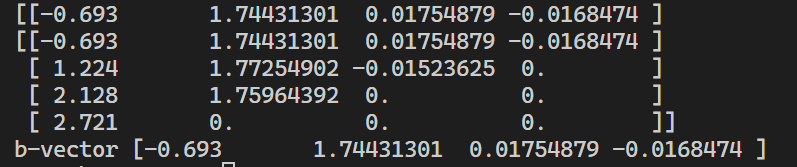 [[-0.693 1.74431301 0.01754879 -0.0168474 ]
[[-0.693 1.74431301 0.01754879 -0.0168474 ]
[ 1.224 1.77254902 -0.01523625 0. ]
[ 2.128 1.75964392 0. 0. ]
[ 2.721 0. 0. 0. ]]
b-vector [-0.693 1.74431301 0.01754879 -0.0168474 ]